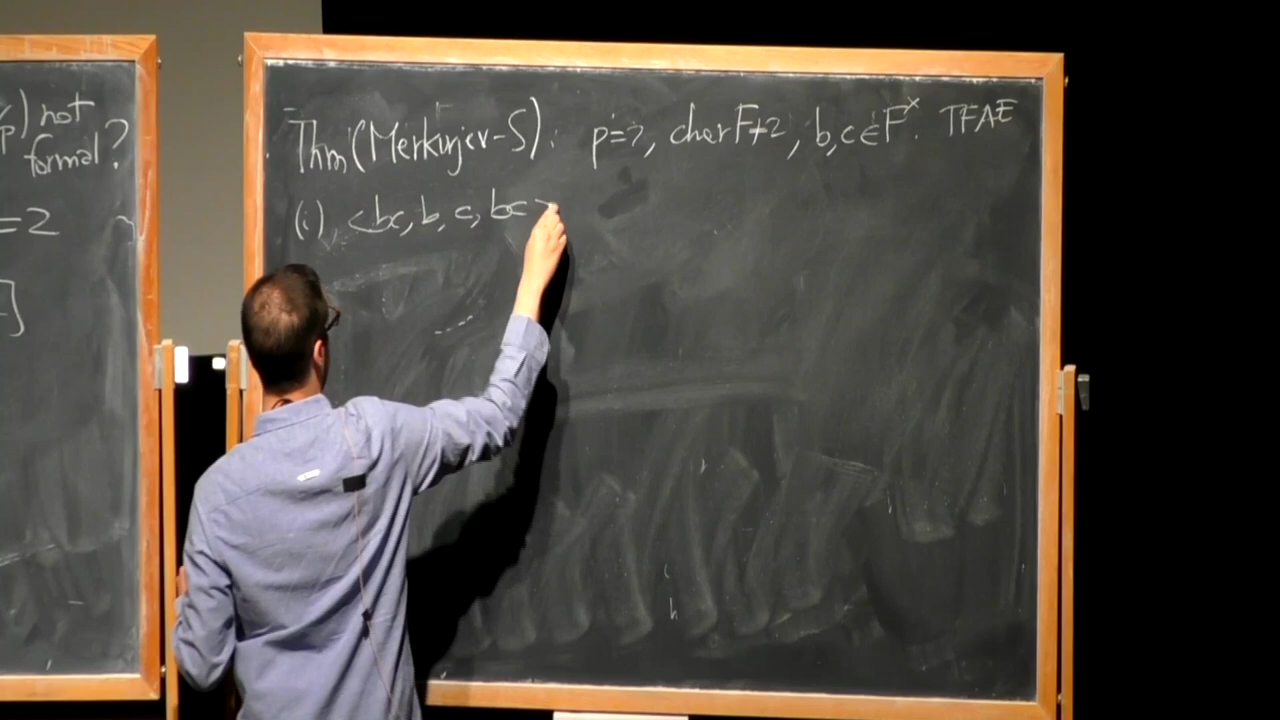 not
p) formal?
=2
]
Thm (Merkurjev-S): p=2, char F≠2, b,c∈F^×. TFAE
(i), <bc, b, c, bc>